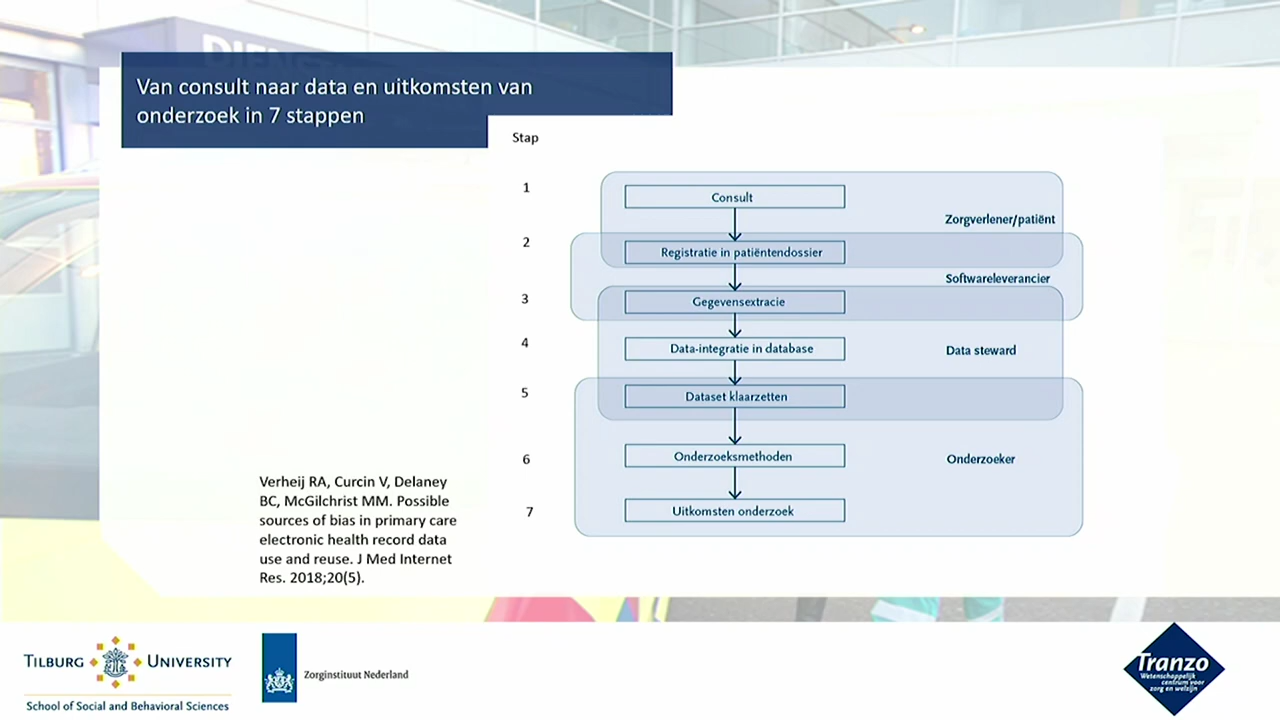 DIENS
Van consult naar data en uitkomsten van
onderzoek in 7 stappen
Stap
1
Consult
Zorgverlener/patiënt
2
Registratie in patiëntendossier
Softwareleverancier
3
Gegevensextracie
4
Data-integratie in database
Data steward
5
Dataset klaarzetten
6
Onderzoeksmethoden
Onderzoeker
7
Uitkomsten onderzoek
Verheij RA, Curcin V, Delaney
BC, McGilchrist MM. Possible
sources of bias in primary care
electronic health record data
use and reuse. J Med Internet
Res. 2018;20(5).
TILBURG UNIVERSITY
School of Social and Behavioral Sciences
Zorginstituut Nederland
Tranzo
Wetenschappelijk
centrum voor
zorg en welzijn